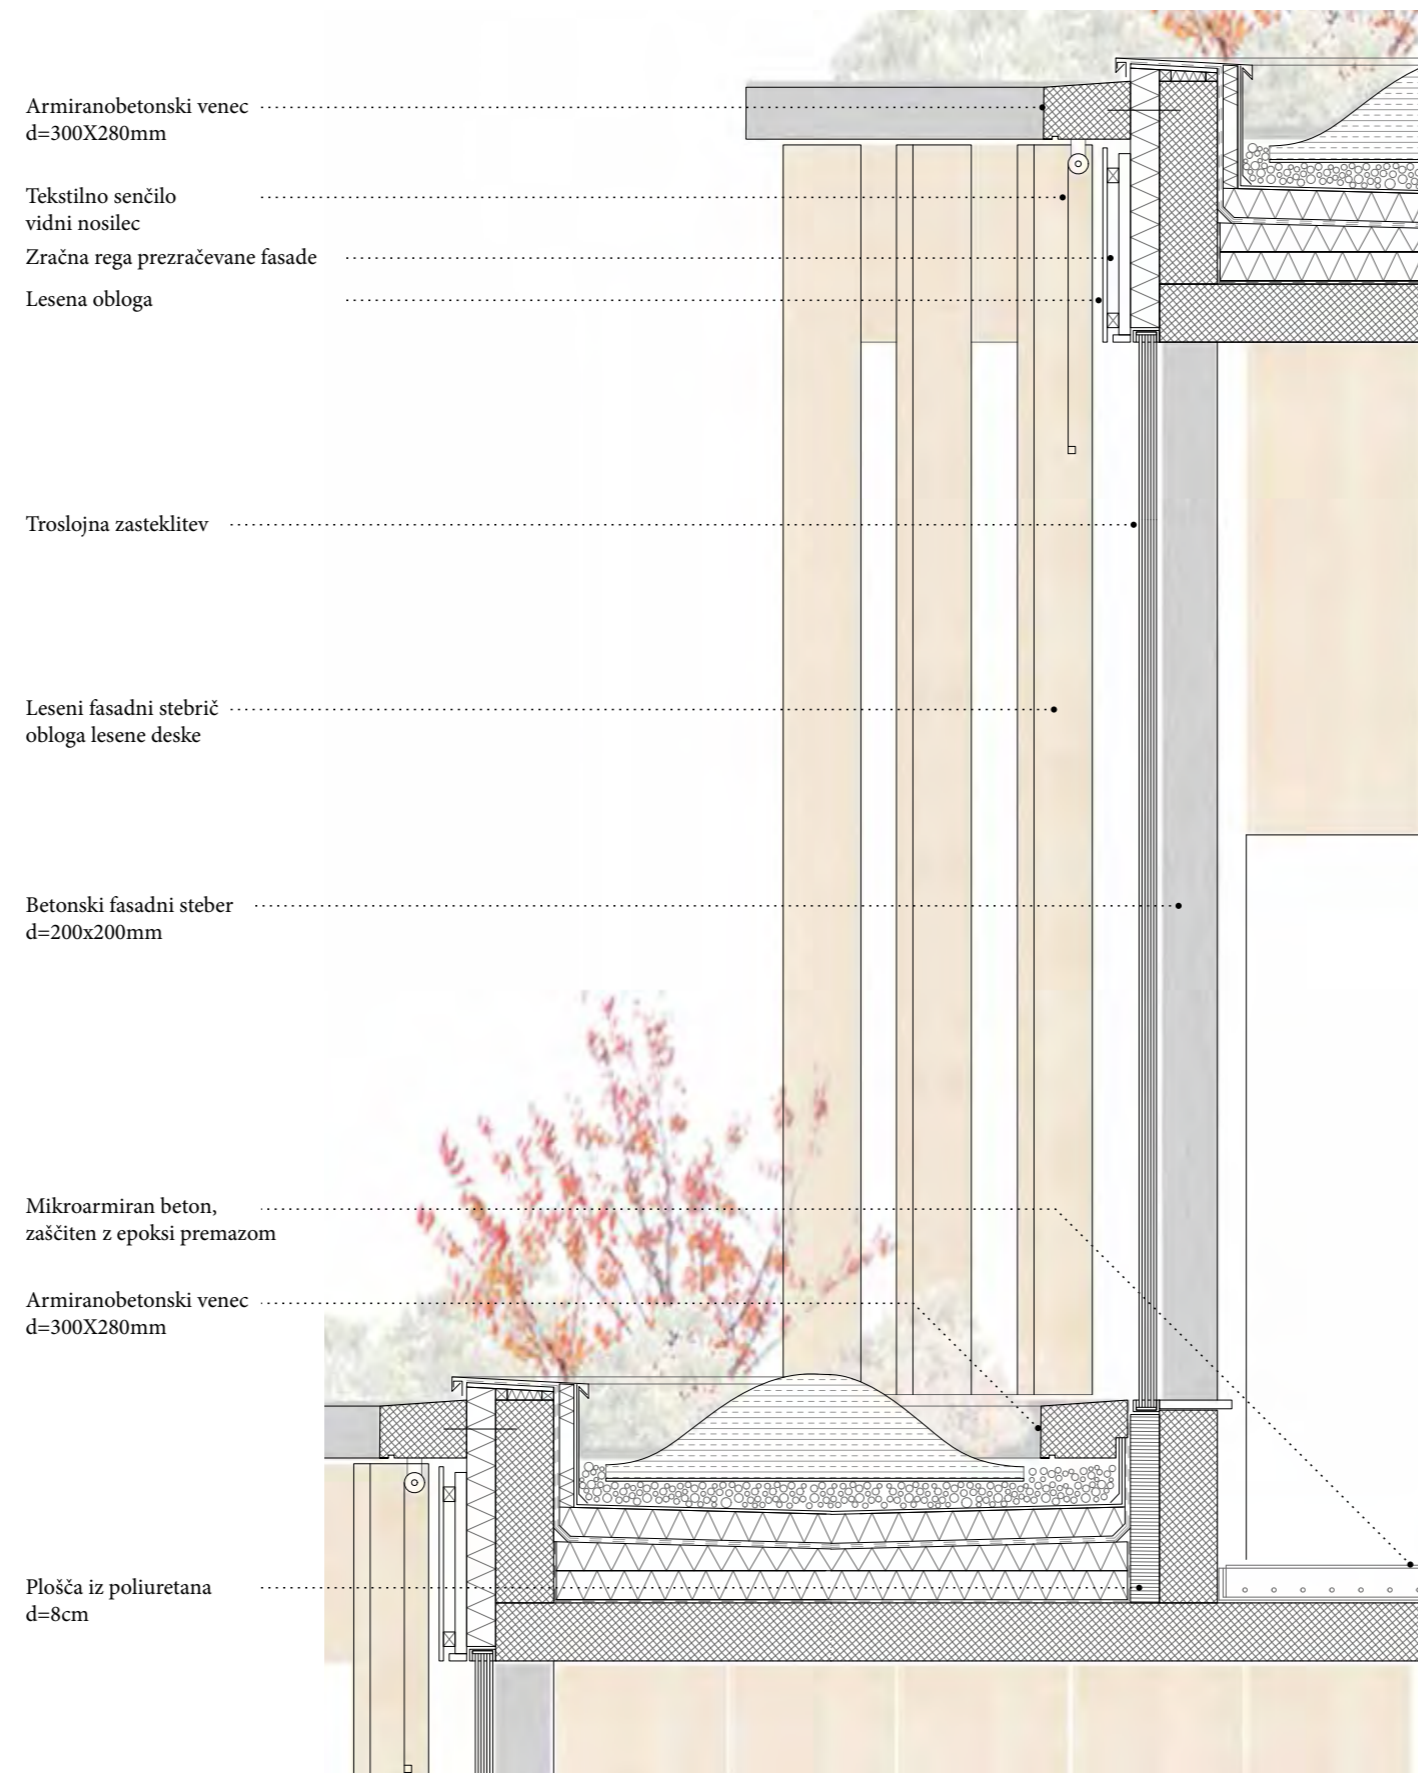 Armiranobetonski venec
d=300X280mm
Tekstilno senčilo
vidni nosilec
Zračna rega prezračevane fasade
Lesena obloga
Troslojna zasteklitev
Leseni fasadni stebrič
obloga lesene deske
Betonski fasadni steber
d=200x200mm
Mikroarmiran beton,
zaščiten z epoksi premazom
Armiranobetonski venec
d=300X280mm
Plošča iz poliuretana
d=8cm